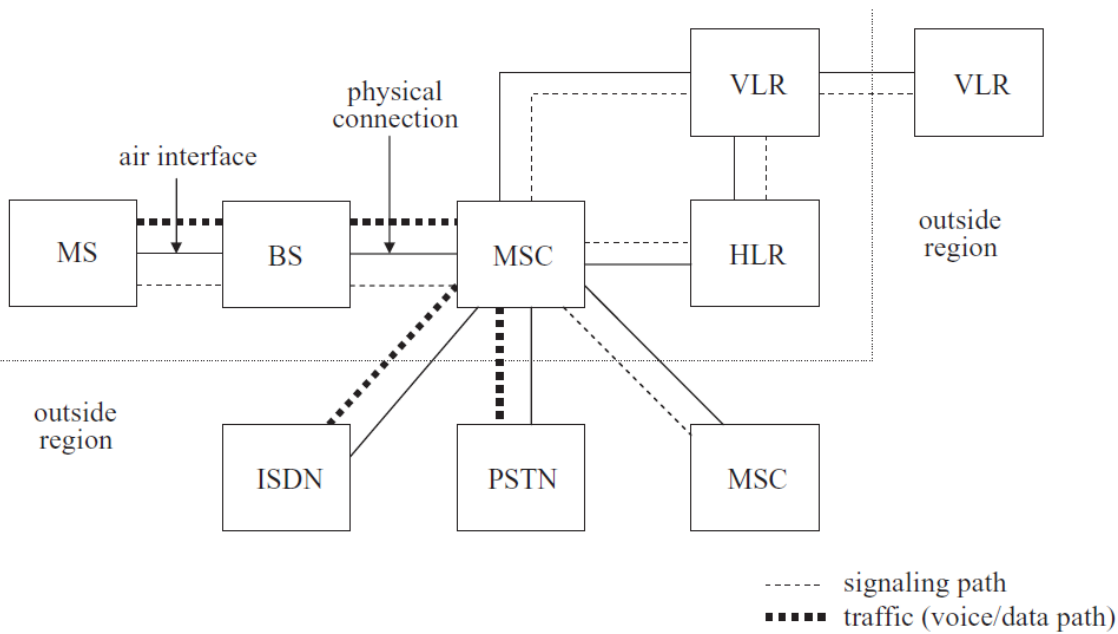 VLR
VLR
physical
connection
air interface
MS
BS
MSC
HLR
outside
region
outside
region
ISDN
PSTN
MSC
signaling path
traffic (voice/data path)